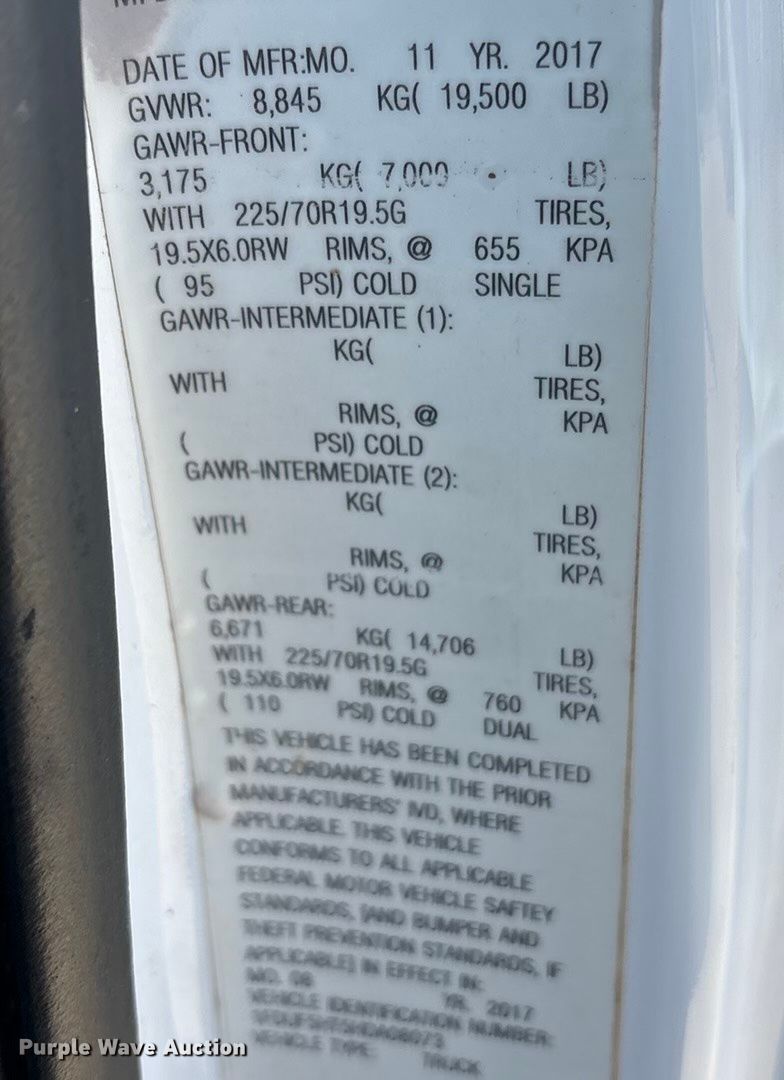 DATE OF MFR:MO. 11 YR. 2017
GVWR: 8,845 KG( 19,500 LB)
GAWR-FRONT:
3,175 KG( 7,000 LB)
WITH 225/70R19.5G TIRES,
19.5X6.0RW RIMS, @ 655 KPA
( 95 PSI) COLD SINGLE
GAWR-INTERMEDIATE (1):
KG( LB)
WITH TIRES,
RIMS, @ KPA
( PSI) COLD
GAWR-INTERMEDIATE (2):
KG( LB)
WITH TIRES,
RIMS, @ KPA
( PSI) COLD
GAWR-REAR:
6,671 KG( 14,706 LB)
WITH 225/70R19.5G TIRES,
19.5X6.0RW RIMS, @ 760 KPA
( 110 PSI) COLD DUAL
THIS VEHICLE HAS BEEN COMPLETED
IN ACCORDANCE WITH THE PRIOR
MANUFACTURERS' IVD, WHERE
APPLICABLE. THIS VEHICLE
CONFORMS TO ALL APPLICABLE
FEDERAL MOTOR VEHICLE SAFTEY
STANDARDS, [AND BUMPER AND
THEFT PREVENTION STANDARDS, IF
APPLICABLE] IN EFFECT IN:
MO. 08 YR. 2017
VEHICLE IDENTIFICATION NUMBER:
VEHICLE TYPE: TRUCK
Purple Wave Auction